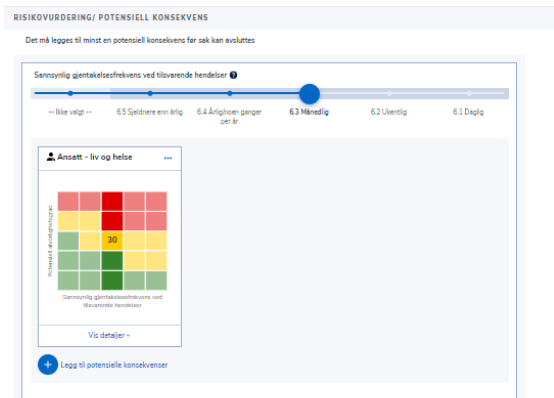 RISIKOVURDERING/ POTENSIELL KONSEKVENS
Det må legges til minst en potensiell konsekvens før sak kan avsluttes
Sannsynlig gjentakelsesfrekvens ved tilsvarende hendelser ?
-- Ikke valgt --
6.5 Sjeldnere enn årlig
6.4 Årlig/noen ganger
per år
6.3 Månedlig
6.2 Ukentlig
6.1 Daglig
Ansatt - liv og helse
Potensiell alvorlighetsgrad
30
Sannsynlig gjentakelsesfrekvens ved
tilsvarende hendelser
Vis detaljer
Legg til potensielle konsekvenser